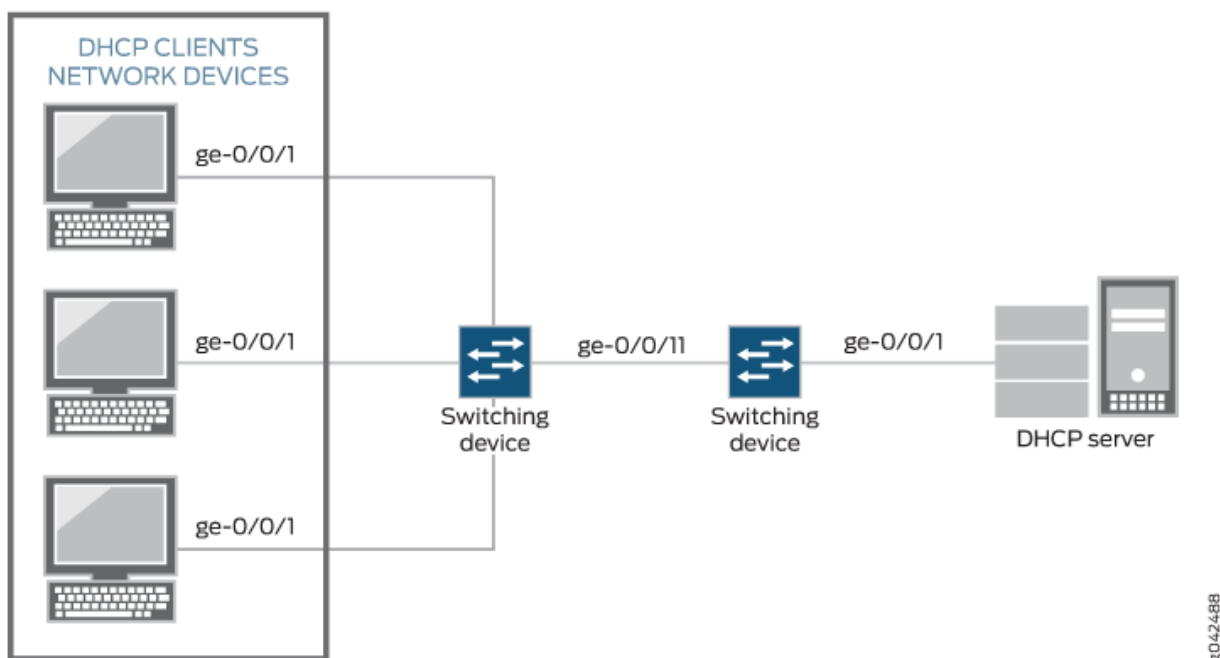 DHCP CLIENTS
NETWORK DEVICES
ge-0/0/1
ge-0/0/1
ge-0/0/11
ge-0/0/1
Switching
device
Switching
device
DHCP server
ge-0/0/1
g042488